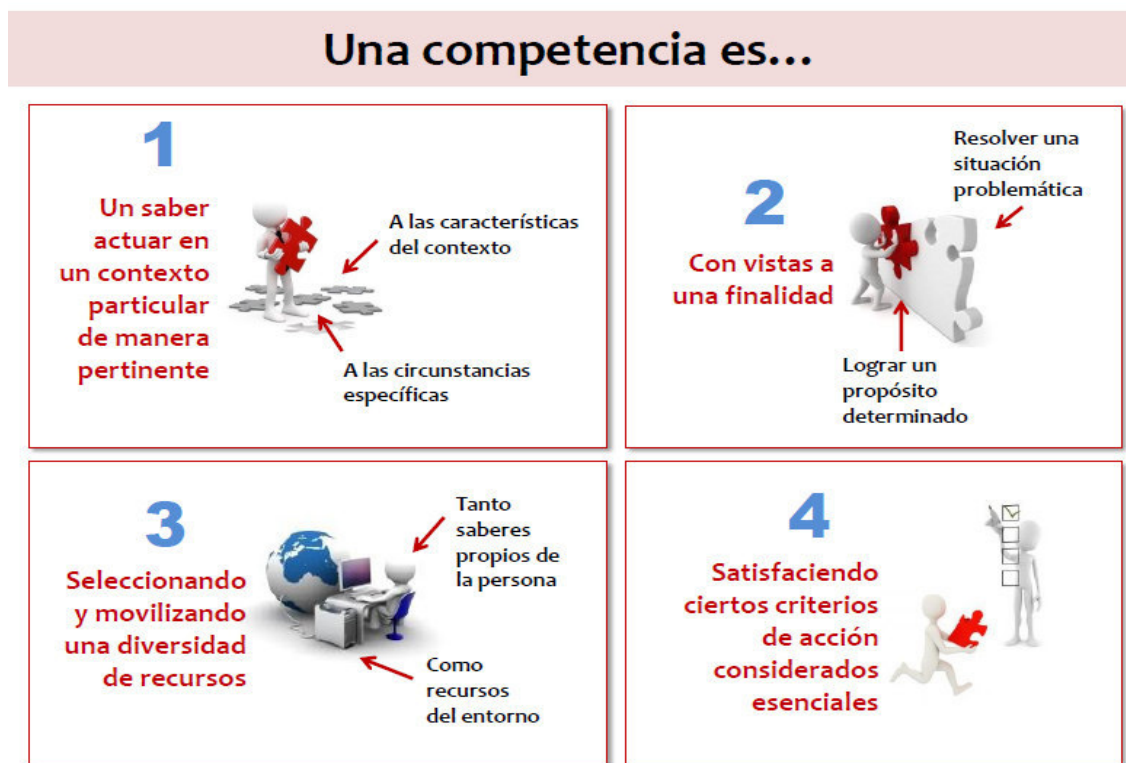 Una competencia es...
1
Un saber
actuar en
un contexto
particular
de manera
pertinente
A las características
del contexto
A las circunstancias
específicas
2
Con vistas a
una finalidad
Resolver una
situación
problemática
Lograr un
propósito
determinado
3
Seleccionando
y movilizando
una diversidad
de recursos
Tanto
saberes
propios de
la persona
Como
recursos
del entorno
4
Satisfaciendo
ciertos criterios
de acción
considerados
esenciales